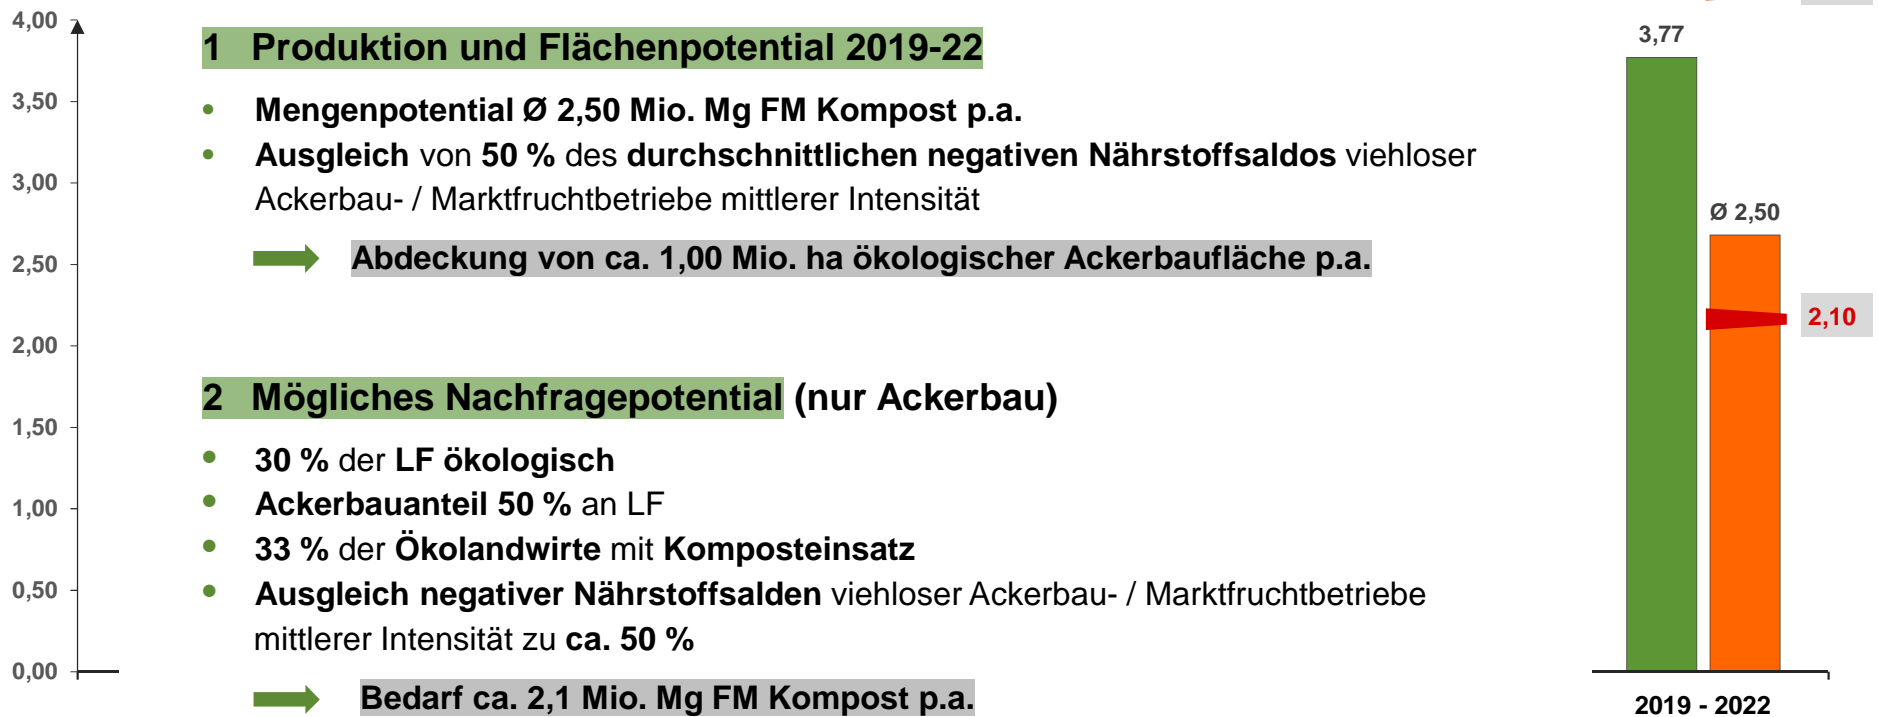 4,00
3,50
3,00
2,50
2,00
1,50
1,00
0,50
0,00
1 Produktion und Flächenpotential 2019-22
• Mengenpotential Ø 2,50 Mio. Mg FM Kompost p.a.
• Ausgleich von 50 % des durchschnittlichen negativen Nährstoffsaldos viehloser
Ackerbau- / Marktfruchtbetriebe mittlerer Intensität
Abdeckung von ca. 1,00 Mio. ha ökologischer Ackerbaufläche p.a.
2 Mögliches Nachfragepotential (nur Ackerbau)
• 30 % der LF ökologisch
• Ackerbauanteil 50 % an LF
• 33 % der Ökolandwirte mit Komposteinsatz
• Ausgleich negativer Nährstoffsalden viehloser Ackerbau- / Marktfruchtbetriebe
mittlerer Intensität zu ca. 50 %
Bedarf ca. 2,1 Mio. Mg FM Kompost p.a.
3,77
Ø 2,50
2,10
2019 - 2022